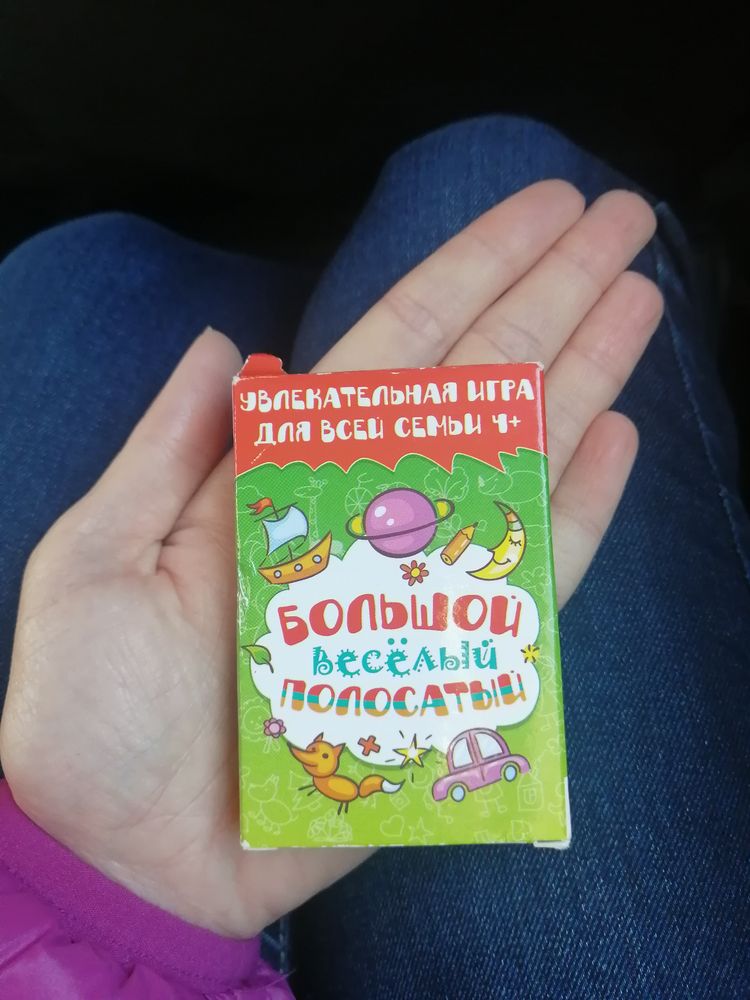 УВЛЕКАТЕЛЬНАЯ ИГРА
ДЛЯ ВСЕЙ СЕМЬИ 4+
БОЛЬШОЙ
ВЕСЁЛЫЙ
ПОЛОСАТЫЙ